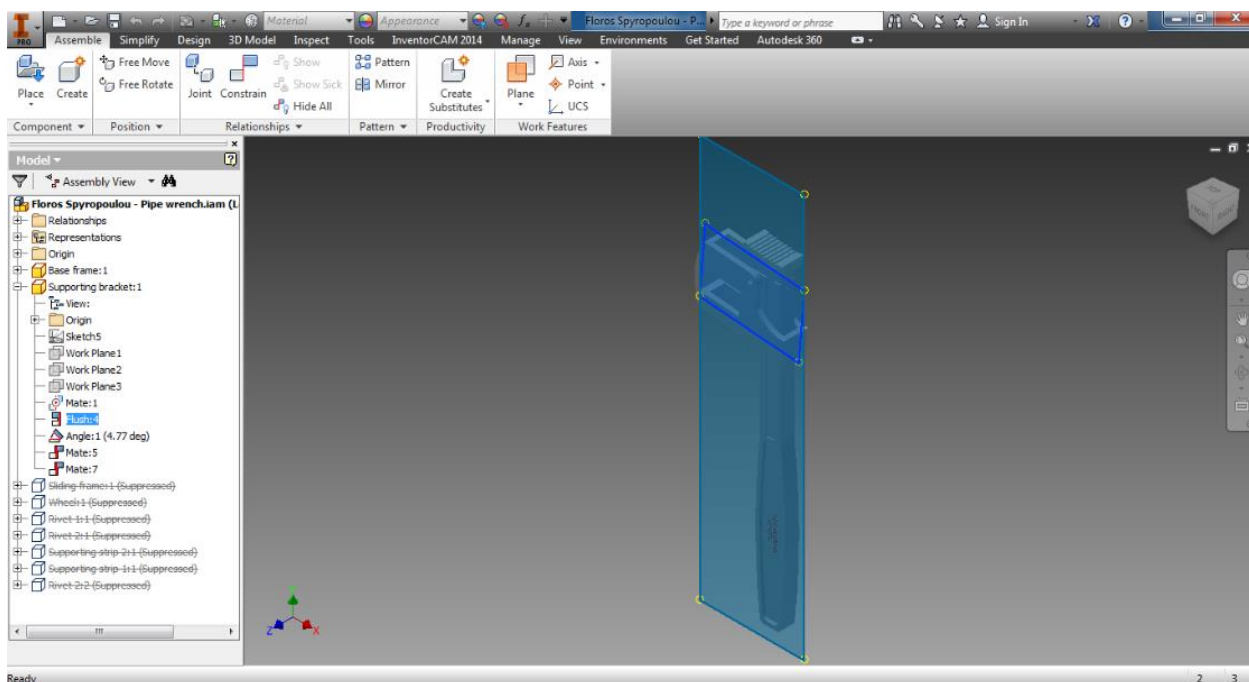 Material
Appearance
Floros Spyropoulou - P...
Type a keyword or phrase
Sign In
PRO
Assemble Simplify Design 3D Model Inspect Tools InventorCAM 2014 Manage View Environments Get Started Autodesk 360
Place
Create
Free Move
Free Rotate
Joint
Constrain
Show
Show Sick
Hide All
Pattern
Mirror
Create
Substitutes
Plane
Axis
Point
UCS
Component Position Relationships Pattern Productivity Work Features
Model
Assembly View
Floros Spyropoulou - Pipe wrench.iam (L
Relationships
Representations
Origin
Base frame:1
Supporting bracket:1
View:
Origin
Sketch5
Work Plane1
Work Plane2
Work Plane3
Mate:1
Flush:4
Angle:1 (4.77 deg)
Mate:5
Mate:7
Sliding frame:1 (Suppressed)
Wheel:1 (Suppressed)
Rivet 1:1 (Suppressed)
Rivet 2:1 (Suppressed)
Supporting strip 2:1 (Suppressed)
Supporting strip 1:1 (Suppressed)
Rivet 2:2 (Suppressed)
FRONT
RIGHT
Z
X
Ready
2 3